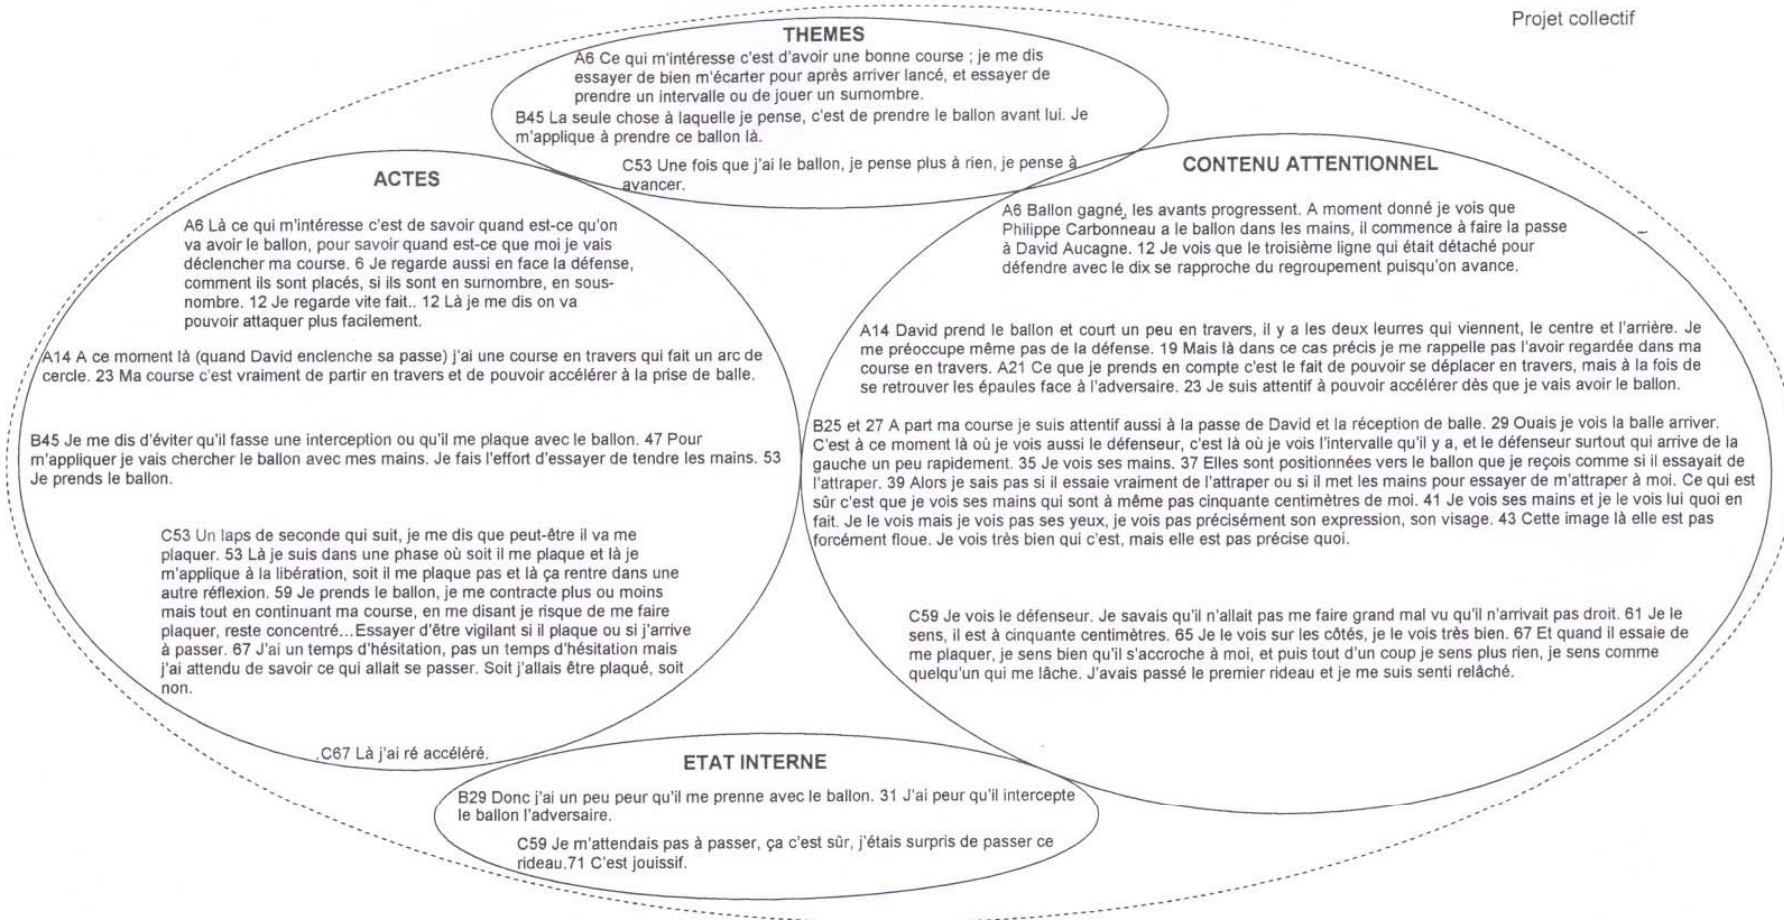 Projet collectif
THEMES
A6 Ce qui m'intéresse c'est d'avoir une bonne course ; je me dis
essayer de bien m'écarter pour après arriver lancé, et essayer de
prendre un intervalle ou de jouer un surnombre.
B45 La seule chose à laquelle je pense, c'est de prendre le ballon avant lui. Je
m'applique à prendre ce ballon là.
C53 Une fois que j'ai le ballon, je pense plus à rien, je pense à
avancer.
ACTES
A6 Là ce qui m'intéresse c'est de savoir quand est-ce qu'on
va avoir le ballon, pour savoir quand est-ce que moi je vais
déclencher ma course. 6 Je regarde aussi en face la défense,
comment ils sont placés, si ils sont en surnombre, en sous-
nombre. 12 Je regarde vite fait.. 12 Là je me dis on va
pouvoir attaquer plus facilement.
A14 A ce moment là (quand David enclenche sa passe) j'ai une course en travers qui fait un arc de
cercle. 23 Ma course c'est vraiment de partir en travers et de pouvoir accélérer à la prise de balle.
B45 Je me dis d'éviter qu'il fasse une interception ou qu'il me plaque avec le ballon. 47 Pour
m'appliquer je vais chercher le ballon avec mes mains. Je fais l'effort d'essayer de tendre les mains. 53
Je prends le ballon.
C53 Un laps de seconde qui suit, je me dis que peut-être il va me
plaquer. 53 Là je suis dans une phase où soit il me plaque et là je
m'applique à la libération, soit il me plaque pas et là ça rentre dans une
autre réflexion. 59 Je prends le ballon, je me contracte plus ou moins
mais tout en continuant ma course, en me disant je risque de me faire
plaquer, reste concentré...Essayer d'être vigilant si il plaque ou si j'arrive
à passer. 67 J'ai un temps d'hésitation, pas un temps d'hésitation mais
j'ai attendu de savoir ce qui allait se passer. Soit j'allais être plaqué, soit
non.
C67 Là j'ai ré accéléré.
CONTENU ATTENTIONNEL
A6 Ballon gagné, les avants progressent. A moment donné je vois que
Philippe Carbonneau a le ballon dans les mains, il commence à faire la passe
à David Aucagne. 12 Je vois que le troisième ligne qui était détaché pour
défendre avec le dix se rapproche du regroupement puisqu'on avance.
A14 David prend le ballon et court un peu en travers, il y a les deux leurres qui viennent, le centre et l'arrière. Je
me préoccupe même pas de la défense. 19 Mais là dans ce cas précis je me rappelle pas l'avoir regardée dans ma
course en travers. A21 Ce que je prends en compte c'est le fait de pouvoir se déplacer en travers, mais à la fois de
se retrouver les épaules face à l'adversaire. 23 Je suis attentif à pouvoir accélérer dès que je vais avoir le ballon.
B25 et 27 A part ma course je suis attentif aussi à la passe de David et la réception de balle. 29 Ouais je vois la balle arriver.
C'est à ce moment là où je vois aussi le défenseur, c'est là où je vois l'intervalle qu'il y a, et le défenseur surtout qui arrive de la
gauche un peu rapidement. 35 Je vois ses mains. 37 Elles sont positionnées vers le ballon que je reçois comme si il essayait de
l'attraper. 39 Alors je sais pas si il essaie vraiment de l'attraper ou si il met les mains pour essayer de m'attraper à moi. Ce qui est
sûr c'est que je vois ses mains qui sont à même pas cinquante centimètres de moi. 41 Je vois ses mains et je le vois lui quoi en
fait. Je le vois mais je vois pas ses yeux, je vois pas précisément son expression, son visage. 43 Cette image là elle est pas
forcément floue. Je vois très bien qui c'est, mais elle est pas précise quoi.
C59 Je vois le défenseur. Je savais qu'il n'allait pas me faire grand mal vu qu'il n'arrivait pas droit. 61 Je le
sens, il est à cinquante centimètres. 65 Je le vois sur les côtés, je le vois très bien. 67 Et quand il essaie de
me plaquer, je sens bien qu'il s'accroche à moi, et puis tout d'un coup je sens plus rien, je sens comme
quelqu'un qui me lâche. J'avais passé le premier rideau et je me suis senti relâché.
ETAT INTERNE
B29 Donc j'ai un peu peur qu'il me prenne avec le ballon. 31 J'ai peur qu'il intercepte
le ballon l'adversaire.
C59 Je m'attendais pas à passer, ça c'est sûr, j'étais surpris de passer ce
rideau.71 C'est jouissif.